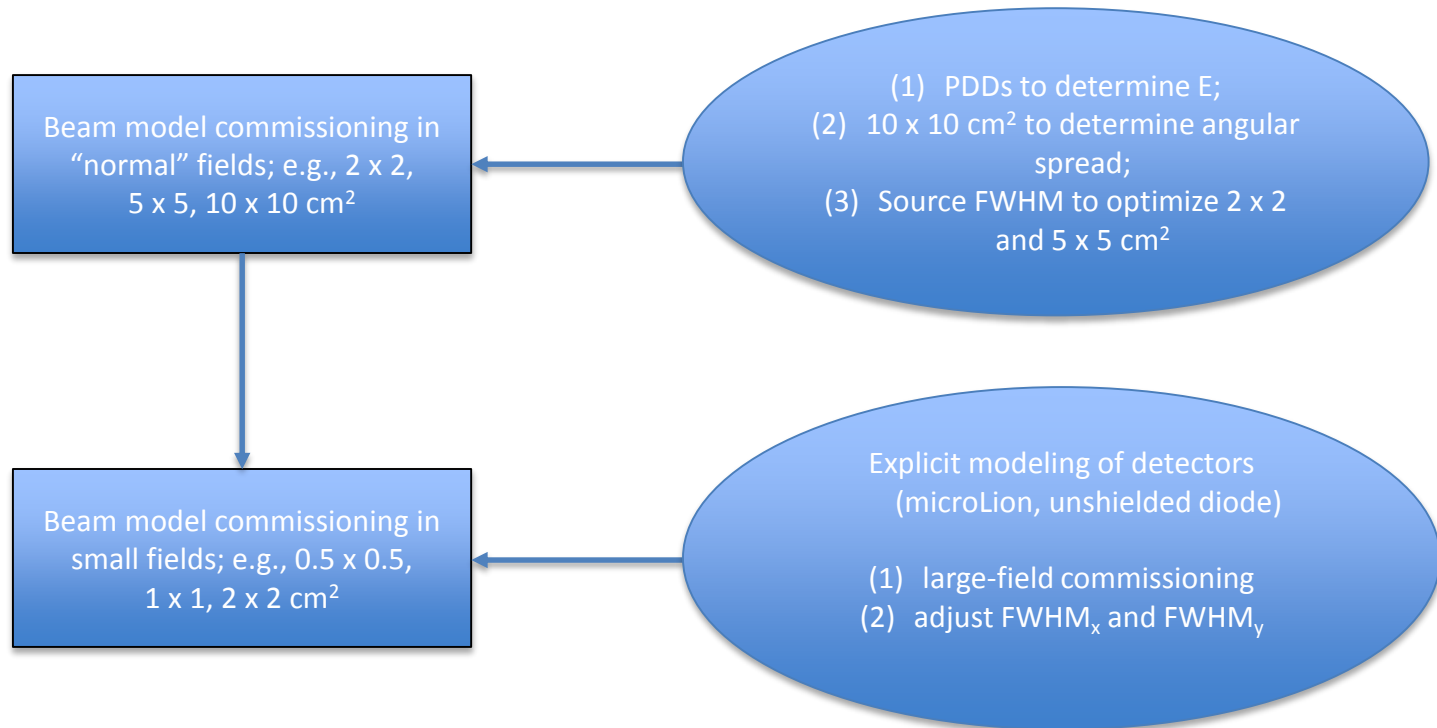 Beam model commissioning in
“normal” fields; e.g., 2 x 2,
5 x 5, 10 x 10 cm²
(1) PDDs to determine E;
(2) 10 x 10 cm² to determine angular
spread;
(3) Source FWHM to optimize 2 x 2
and 5 x 5 cm²
Beam model commissioning in
small fields; e.g., 0.5 x 0.5,
1 x 1, 2 x 2 cm²
Explicit modeling of detectors
(microLion, unshielded diode)
(1) large-field commissioning
(2) adjust FWHMₓ and FWHM_y